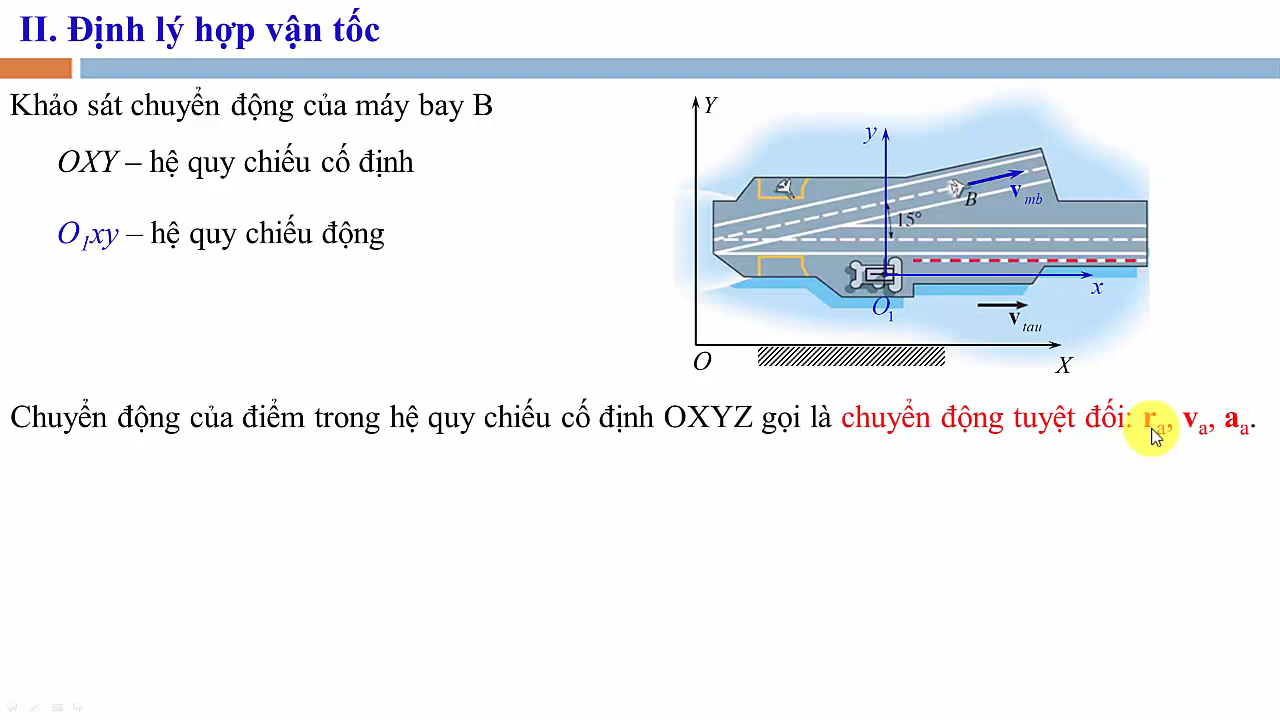 II. Định lý hợp vận tốc
Khảo sát chuyển động của máy bay B
OXY – hệ quy chiếu cố định
O1xy – hệ quy chiếu động
Y
y
B
v mb
15°
x
O1
v tau
O
X
Chuyển động của điểm trong hệ quy chiếu cố định OXYZ gọi là chuyển động tuyệt đối: ra, va, aa.